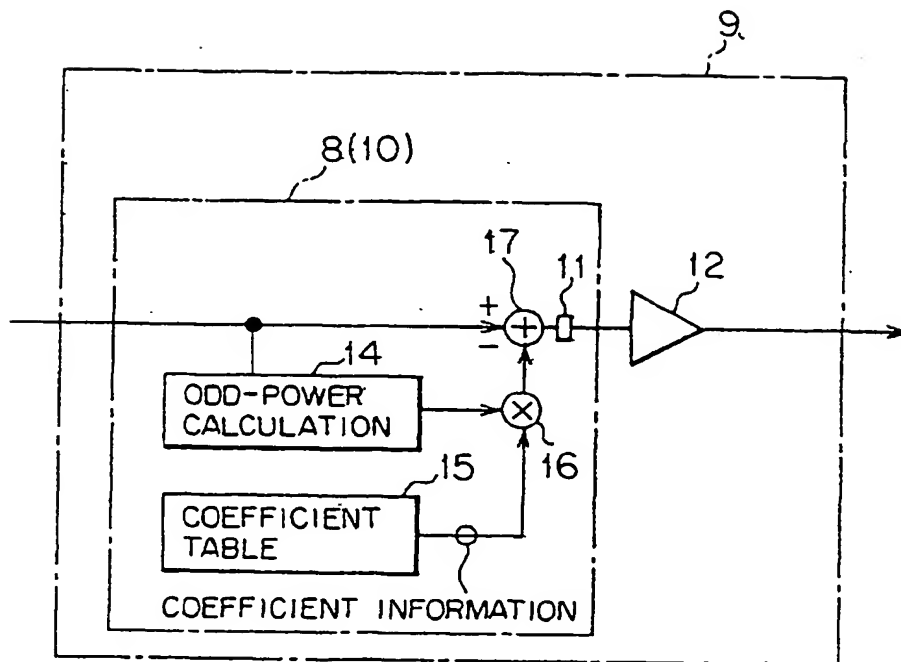 9
8(10)
17
11
12
+
−
+
14
ODD-POWER
CALCULATION
×
16
15
COEFFICIENT
TABLE
COEFFICIENT INFORMATION